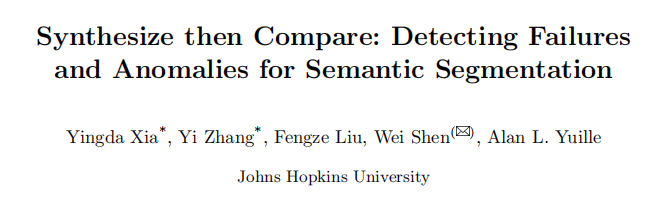 Synthesize then Compare: Detecting Failures
and Anomalies for Semantic Segmentation
Yingda Xia*, Yi Zhang*, Fengze Liu, Wei Shen(✉), Alan L. Yuille
Johns Hopkins University